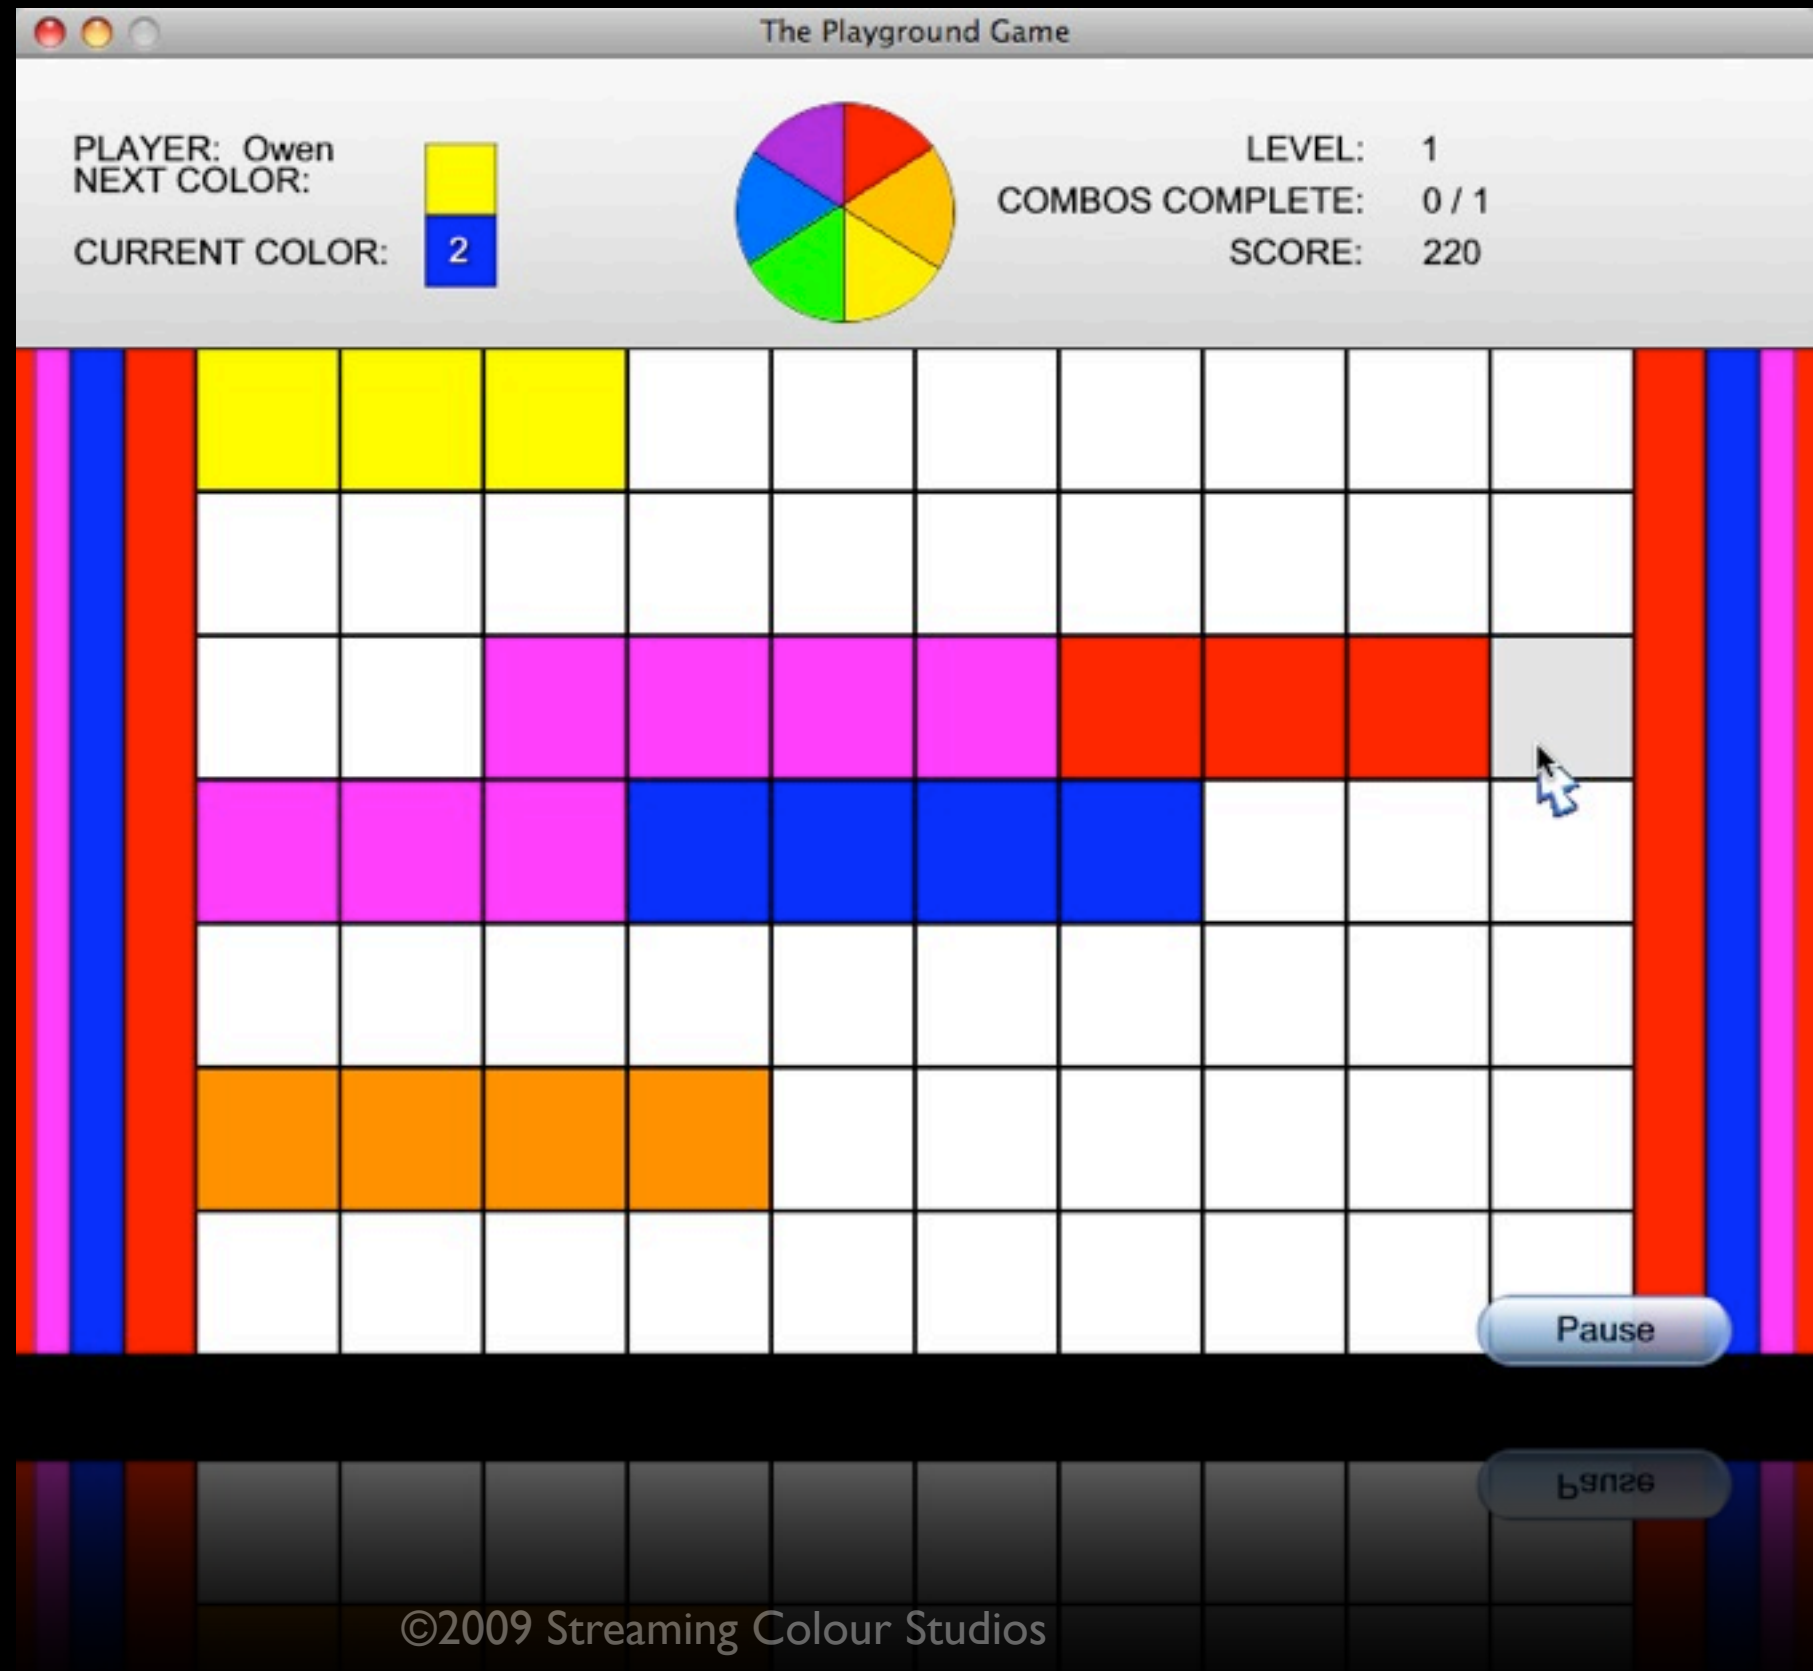 The Playground Game
PLAYER: Owen
NEXT COLOR:
CURRENT COLOR: 2
LEVEL: 1
COMBOS COMPLETE: 0 / 1
SCORE: 220
Pause
Pause
©2009 Streaming Colour Studios